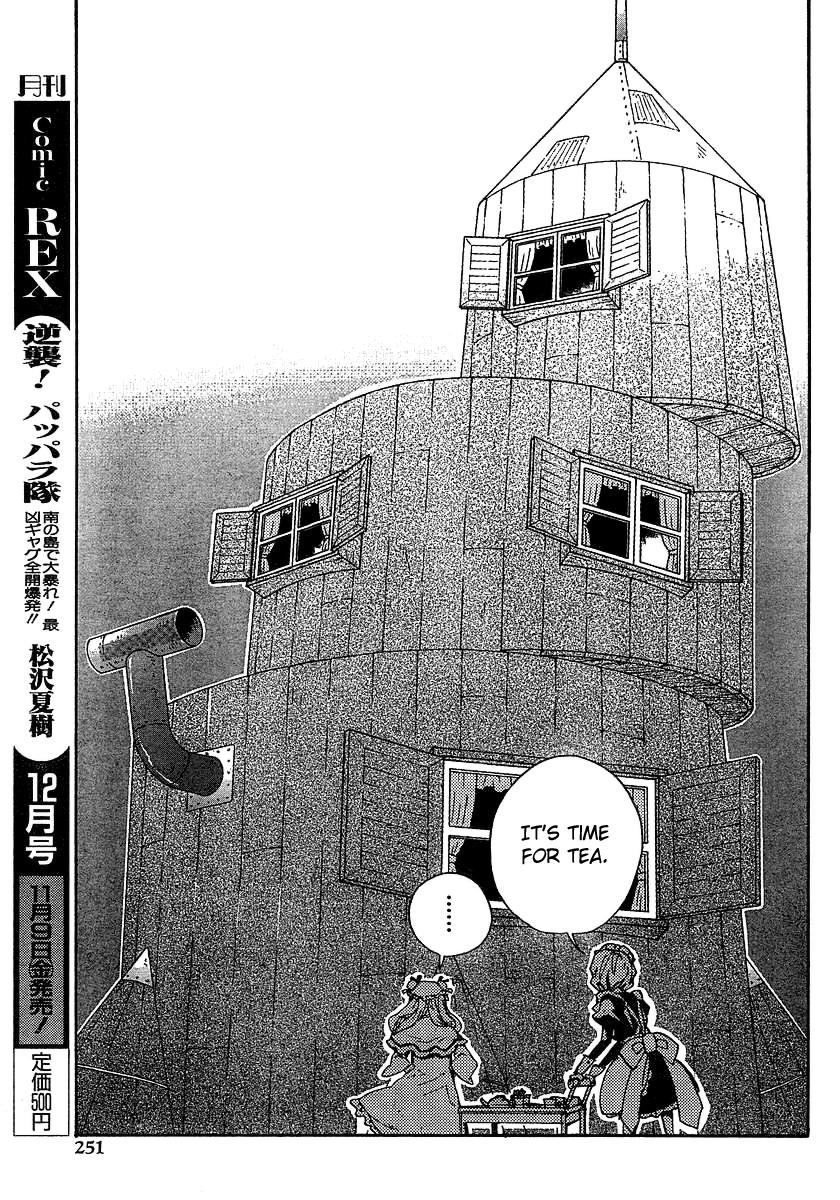 月刊
Comic
REX
逆襲!パッパラ隊
南の島で大暴れ!最
凶ギャグ全開爆発!!
松沢夏樹
12月号
11月9日金発売!
定価500円
IT'S TIME
FOR TEA.
......
251